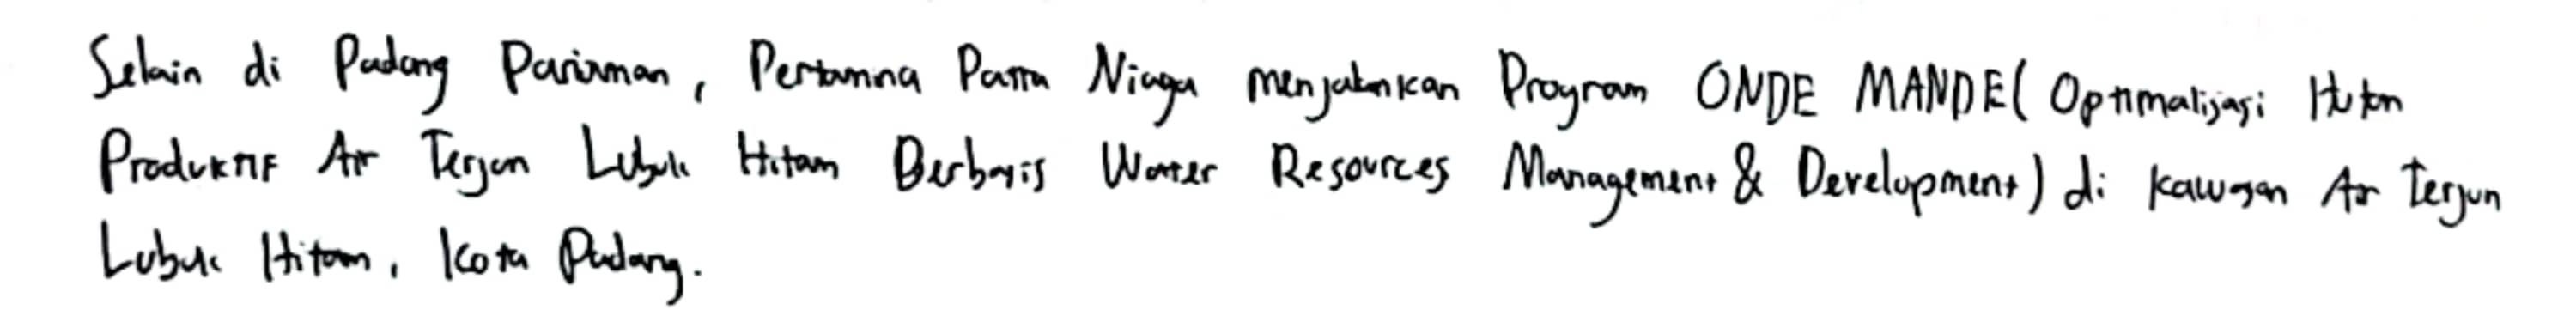 Selain di Padang Pariaman, Pertamina Patra Niaga menjalankan Program ONDE MANDE( Optimalisasi Hutan
Produktif Air Terjun Lubuk Hitam Berbasis Water Resources Management & Development) di kawasan Air Terjun
Lubuk Hitam, Kota Padang.